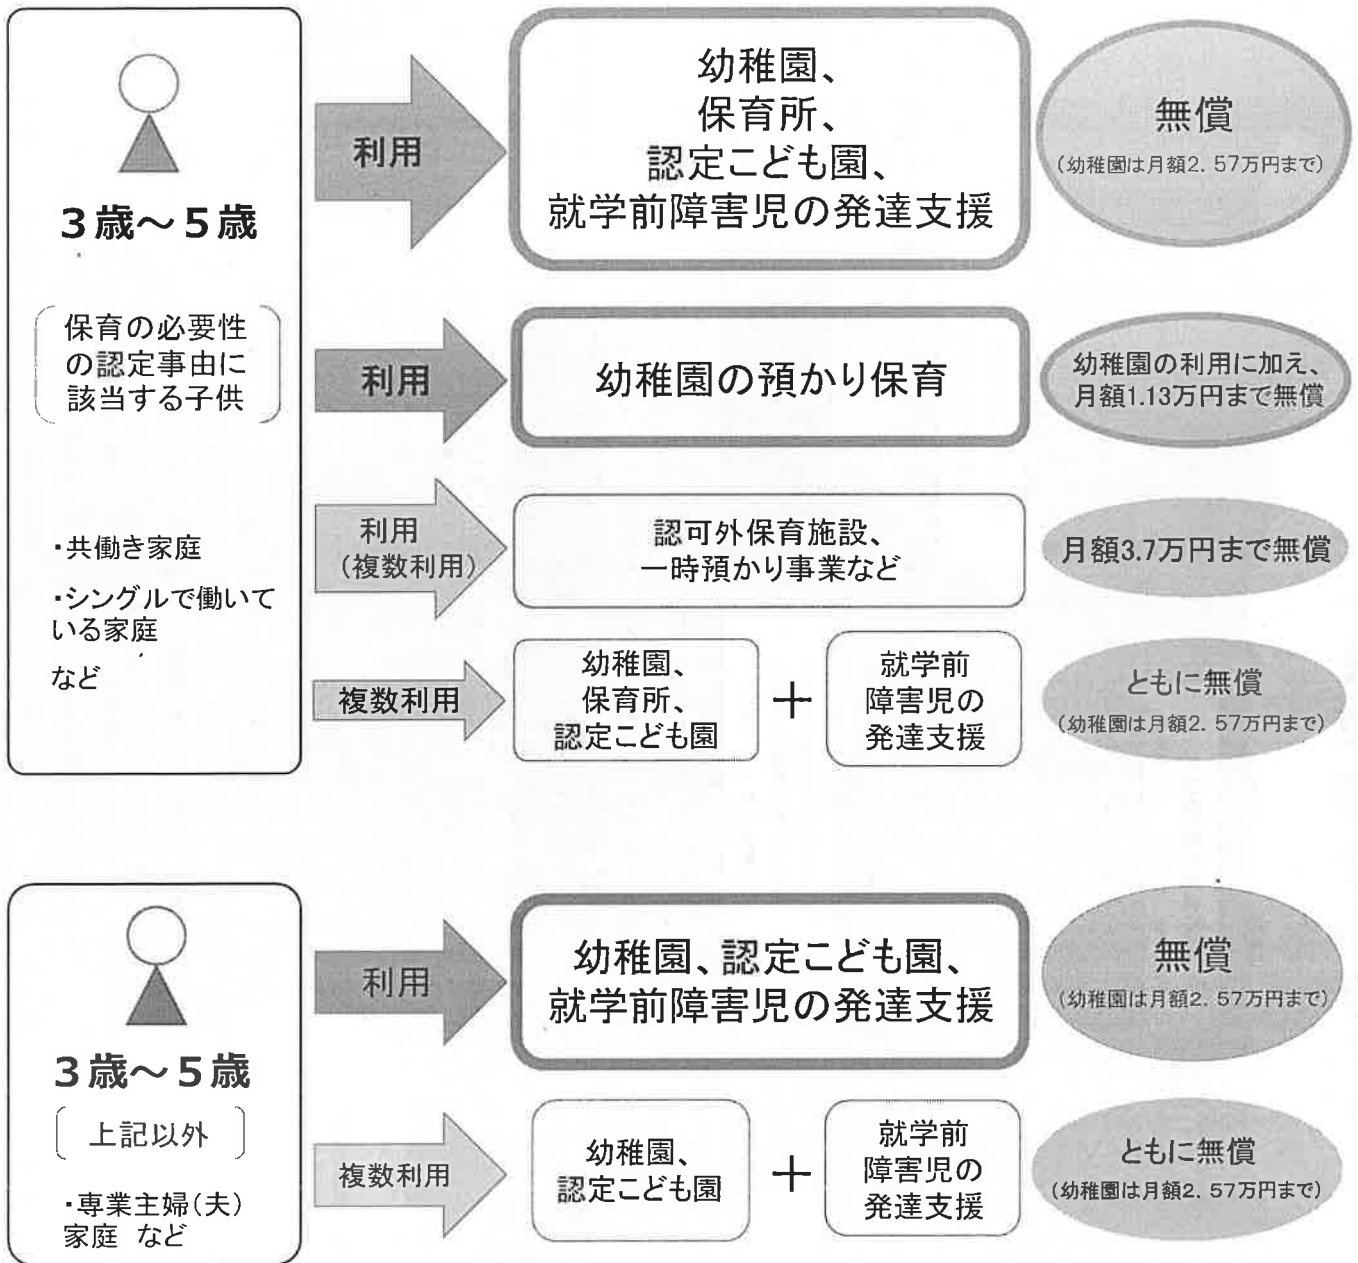 3歳～5歳
保育の必要性
の認定事由に
該当する子供
・共働き家庭
・シングルで働いて
いる家庭
など
利用
幼稚園、
保育所、
認定こども園、
就学前障害児の発達支援
無償
(幼稚園は月額2. 57万円まで)
利用
幼稚園の預かり保育
幼稚園の利用に加え、
月額1.13万円まで無償
利用
(複数利用)
認可外保育施設、
一時預かり事業など
月額3.7万円まで無償
複数利用
幼稚園、
保育所、
認定こども園
＋
就学前
障害児の
発達支援
ともに無償
(幼稚園は月額2. 57万円まで)
3歳～5歳
上記以外
・専業主婦(夫)
家庭 など
利用
幼稚園、認定こども園、
就学前障害児の発達支援
無償
(幼稚園は月額2. 57万円まで)
複数利用
幼稚園、
認定こども園
＋
就学前
障害児の
発達支援
ともに無償
(幼稚園は月額2. 57万円まで)